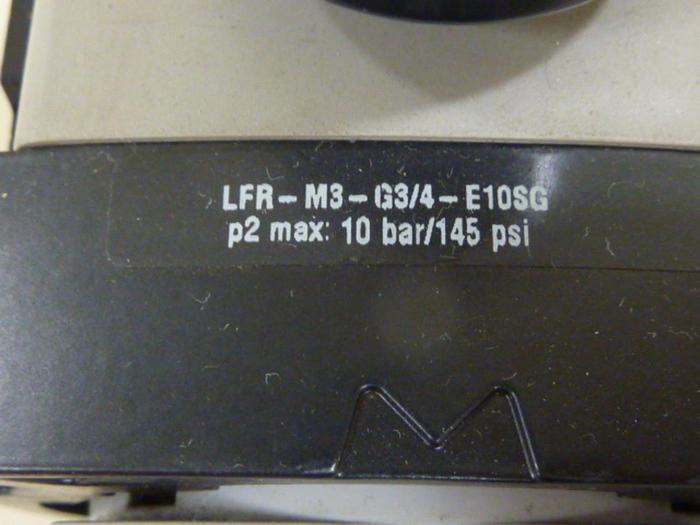 LFR-M3-G3/4-E10SG
p2 max: 10 bar/145 psi
M